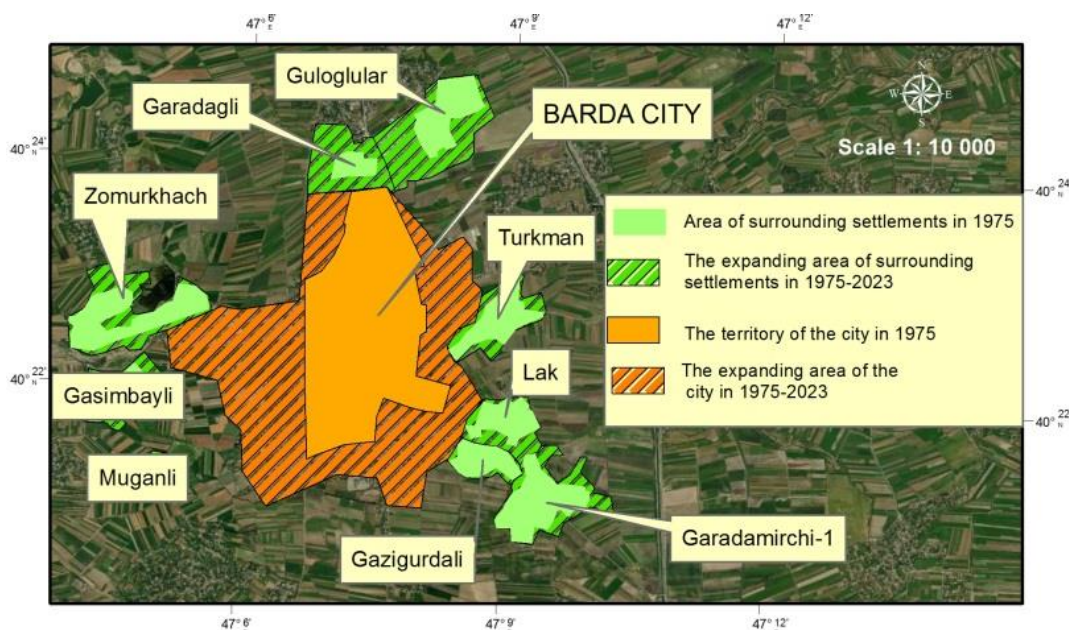 47° 6' E
47° 9' E
47° 12' E
Guloglular
Garadagli
BARDA CITY
N
W E
S
40° 24' N
Scale 1: 10 000
Zomurkhach
40° 24' N
Area of surrounding settlements in 1975
Turkman
The expanding area of surrounding
settlements in 1975-2023
The territory of the city in 1975
40° 22' N
Lak
The expanding area of the
city in 1975-2023
Gasimbayli
40° 22' N
Muganli
Garadamirchi-1
Gazigurdali
47° 6' E
47° 9' E
47° 12' E